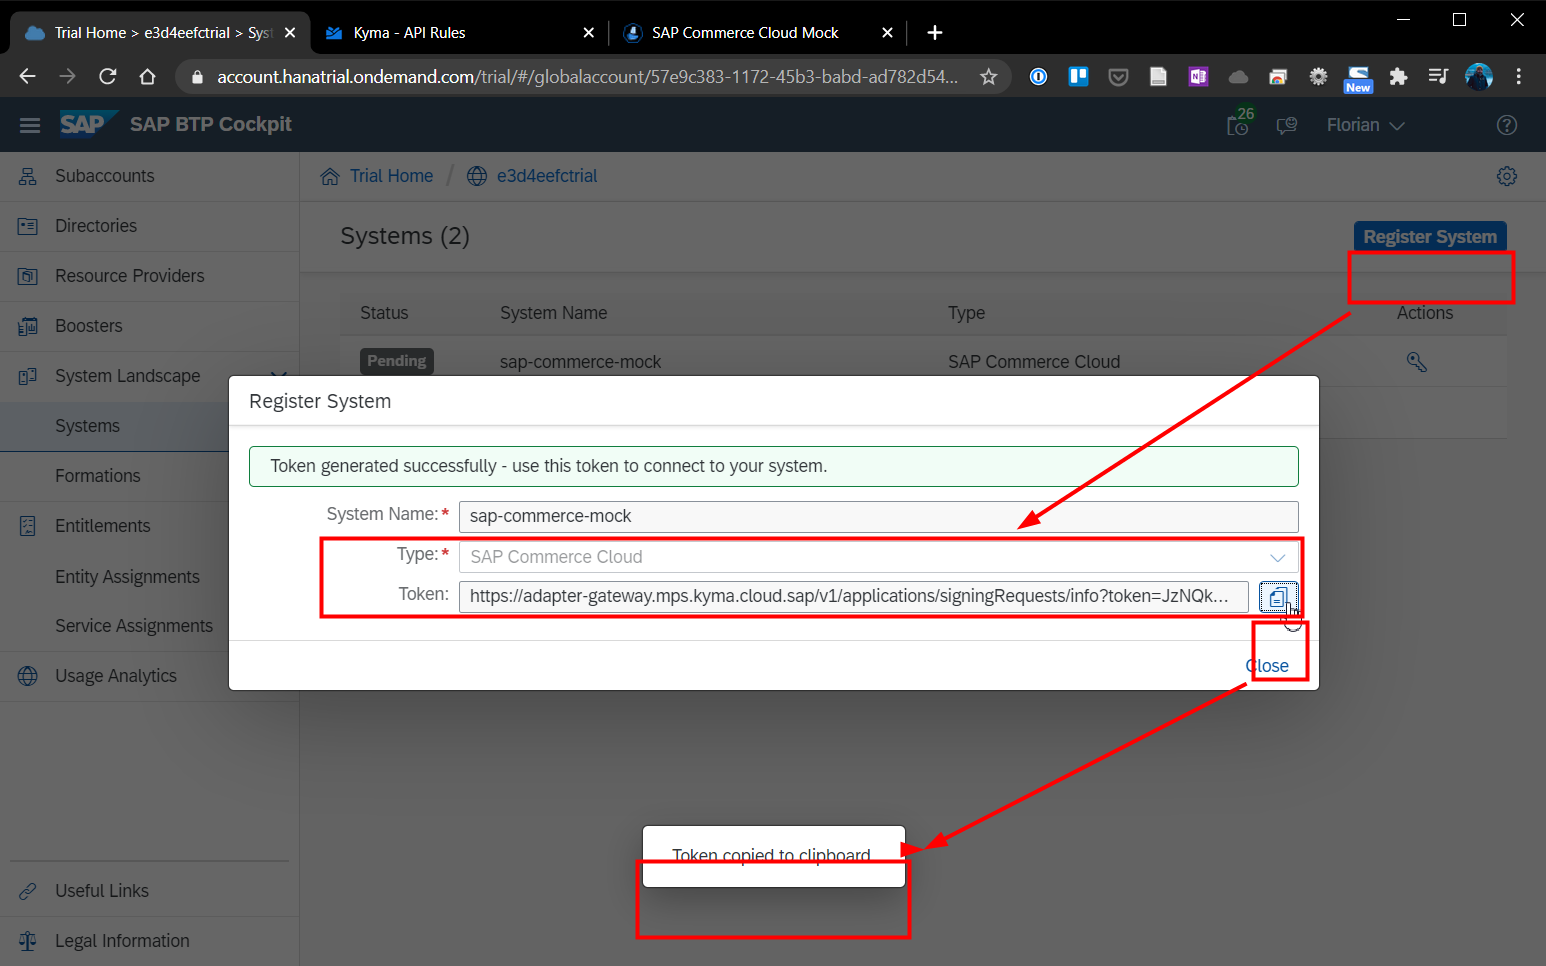 Trial Home > e3d4eefctrial > Syst
Kyma - API Rules
SAP Commerce Cloud Mock
account.hanatrial.ondemand.com/trial/#/globalaccount/57e9c383-1172-45b3-babd-ad782d54...
New
SAP
SAP BTP Cockpit
26
Florian
Subaccounts
Directories
Resource Providers
Boosters
System Landscape
Systems
Formations
Entitlements
Entity Assignments
Service Assignments
Usage Analytics
Useful Links
Legal Information
Trial Home / e3d4eefctrial
Systems (2)
Register System
Status
System Name
Type
Actions
Pending
sap-commerce-mock
SAP Commerce Cloud
Register System
Token generated successfully - use this token to connect to your system.
System Name:*
sap-commerce-mock
Type:*
SAP Commerce Cloud
Token:
https://adapter-gateway.mps.kyma.cloud.sap/v1/applications/signingRequests/info?token=JzNQk...
Close
Token copied to clipboard